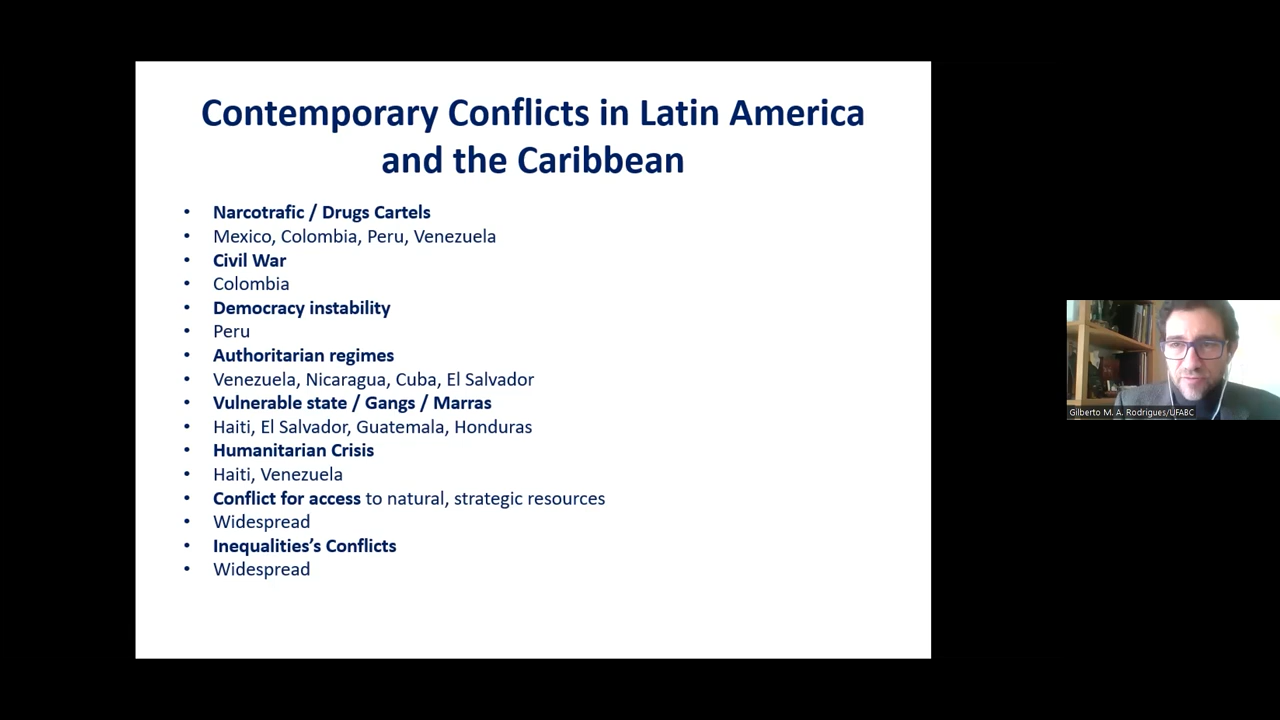 Contemporary Conflicts in Latin America
and the Caribbean
• Narcotrafic / Drugs Cartels
• Mexico, Colombia, Peru, Venezuela
• Civil War
• Colombia
• Democracy instability
• Peru
• Authoritarian regimes
• Venezuela, Nicaragua, Cuba, El Salvador
• Vulnerable state / Gangs / Marras
• Haiti, El Salvador, Guatemala, Honduras
• Humanitarian Crisis
• Haiti, Venezuela
• Conflict for access to natural, strategic resources
• Widespread
• Inequalities’s Conflicts
• Widespread
Gilberto M. A. Rodrigues/UFABC